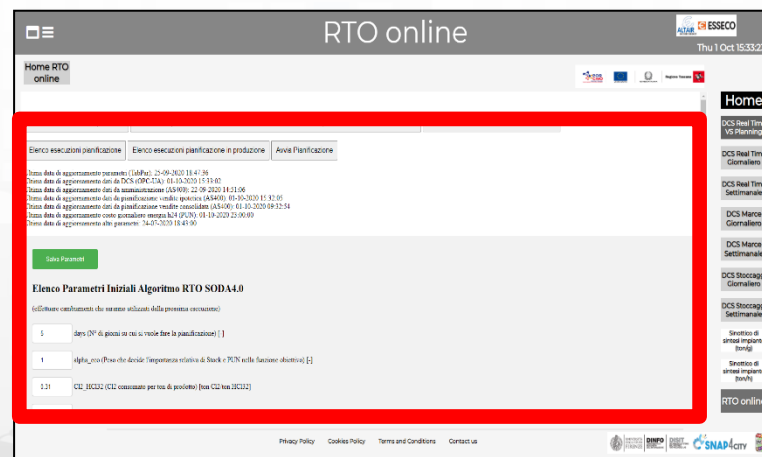 RTO online
ALTAIR ESSECO
Thu 1 Oct 15:33:2
Home RTO
online
Regione Toscana
Home
DCS Real Tim
VS Planning
DCS Real Tim
Giornaliero
DCS Real Tim
Settimanale
DCS Marce
Giornaliero
DCS Marce
Settimanale
DCS Stoccag
Giornaliero
DCS Stoccag
Settimanale
Sinottico di
sintesi impiant
(ton/g)
Sinottico di
sintesi impiant
(ton/h)
RTO online
Elenco esecuzioni pianificazione
Elenco esecuzioni pianificazione in produzione
Avvia Pianificazione
Ultima data di aggiornamento parametri (TabPar): 25-09-2020 18:47:36
Ultima data di aggiornamento dati da DCS (OPC-UA): 01-10-2020 15:33:02
Ultima data di aggiornamento dati da amministrazione (AS400): 22-09-2020 14:51:06
Ultima data di aggiornamento dati da pianificazione vendite ipotetica (AS400): 01-10-2020 15:32:05
Ultima data di aggiornamento dati da pianificazione vendite consolidata (AS400): 01-10-2020 09:32:54
Ultima data di aggiornamento costo giornaliero energia h24 (PUN): 01-10-2020 23:00:00
Ultima data di aggiornamento altri parametri: 24-07-2020 18:43:00
Salva Parametri
Elenco Parametri Iniziali Algoritmo RTO SODA4.0
(effettuare cambiamenti che saranno utilizzati dalla prossima esecuzione)
5 days (N° di giorni su cui si vuole fare la pianificazione) [-]
1 alpha_eco (Peso che decide l'importanza relativa di Stock e PUN nella funzione obiettivo) [-]
0.31 Cl2_HCl32 (Cl2 consumato per ton di prodotto) [ton Cl2/ton HCl32]
Privacy Policy Cookies Policy Terms and Conditions Contact us
DINFO DISIT SNAP4CITY